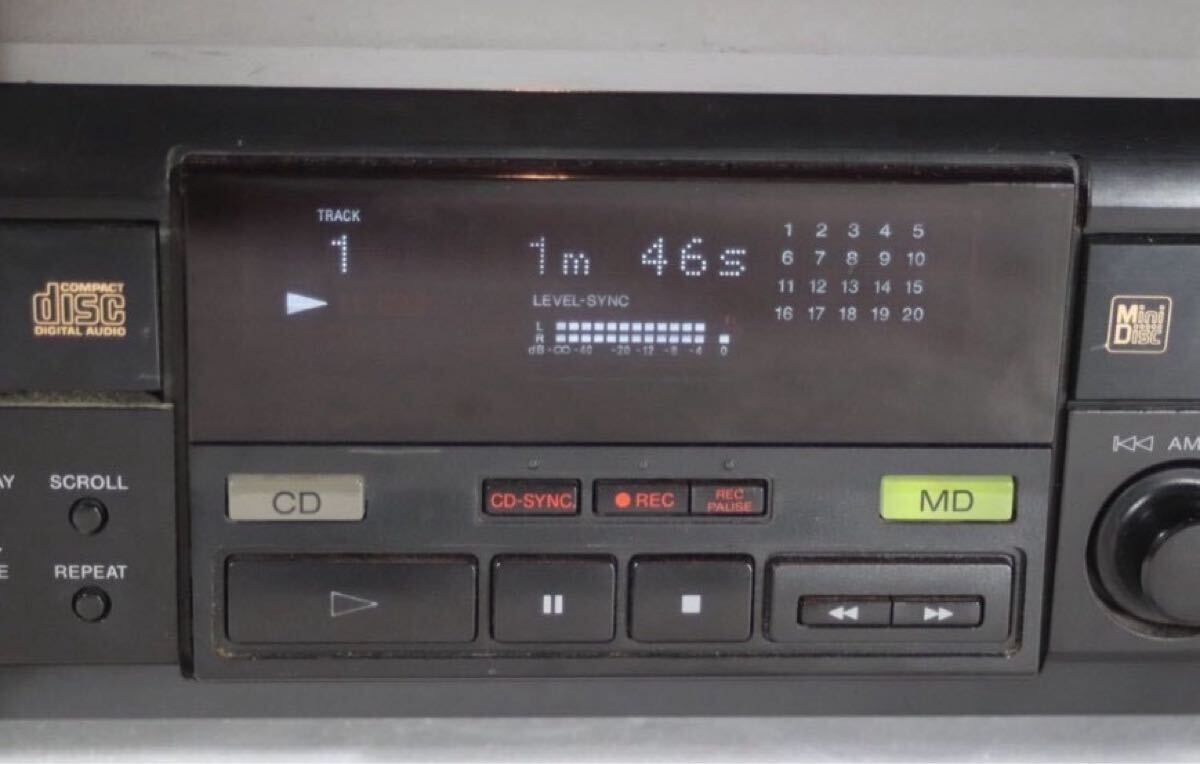 TRACK
1
1m 46s
LEVEL-SYNC
L
R
dB -∞ -40 -20 -12 -8 -4 0
1 2 3 4 5
6 7 8 9 10
11 12 13 14 15
16 17 18 19 20
COMPACT
disc
DIGITAL AUDIO
Mini
Disc
AY
SCROLL
E
REPEAT
CD
CD-SYNC
REC
REC
PAUSE
MD
AM